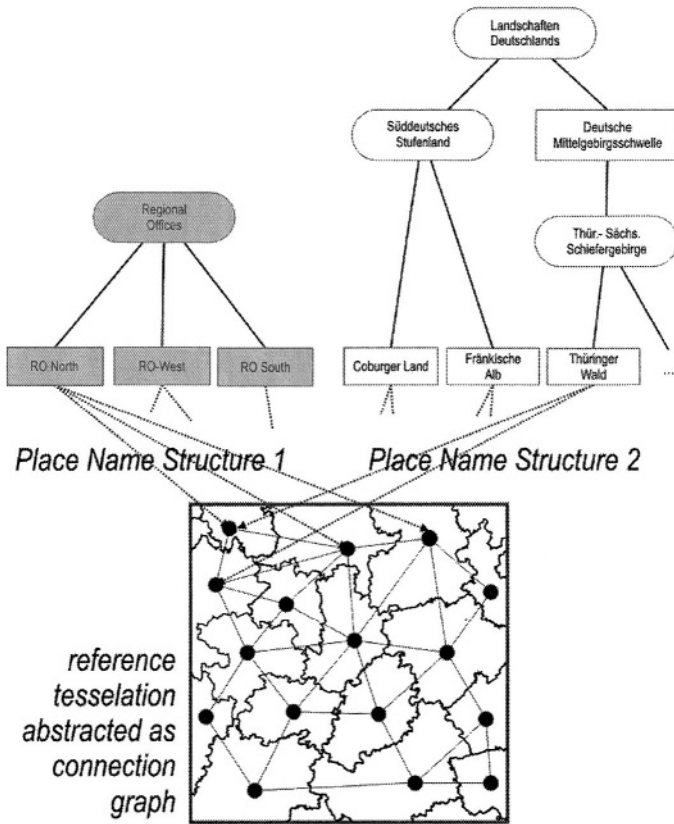 Landschaften
Deutschlands
Süddeutsches
Stufenland
Deutsche
Mittelgebirgsschwelle
Regional
Offices
Thür.- Sächs.
Schiefergebirge
RO North
RO-West
RO South
Coburger Land
Fränkische
Alb
Thüringer
Wald
...
Place Name Structure 1
Place Name Structure 2
reference
tesselation
abstracted as
connection
graph